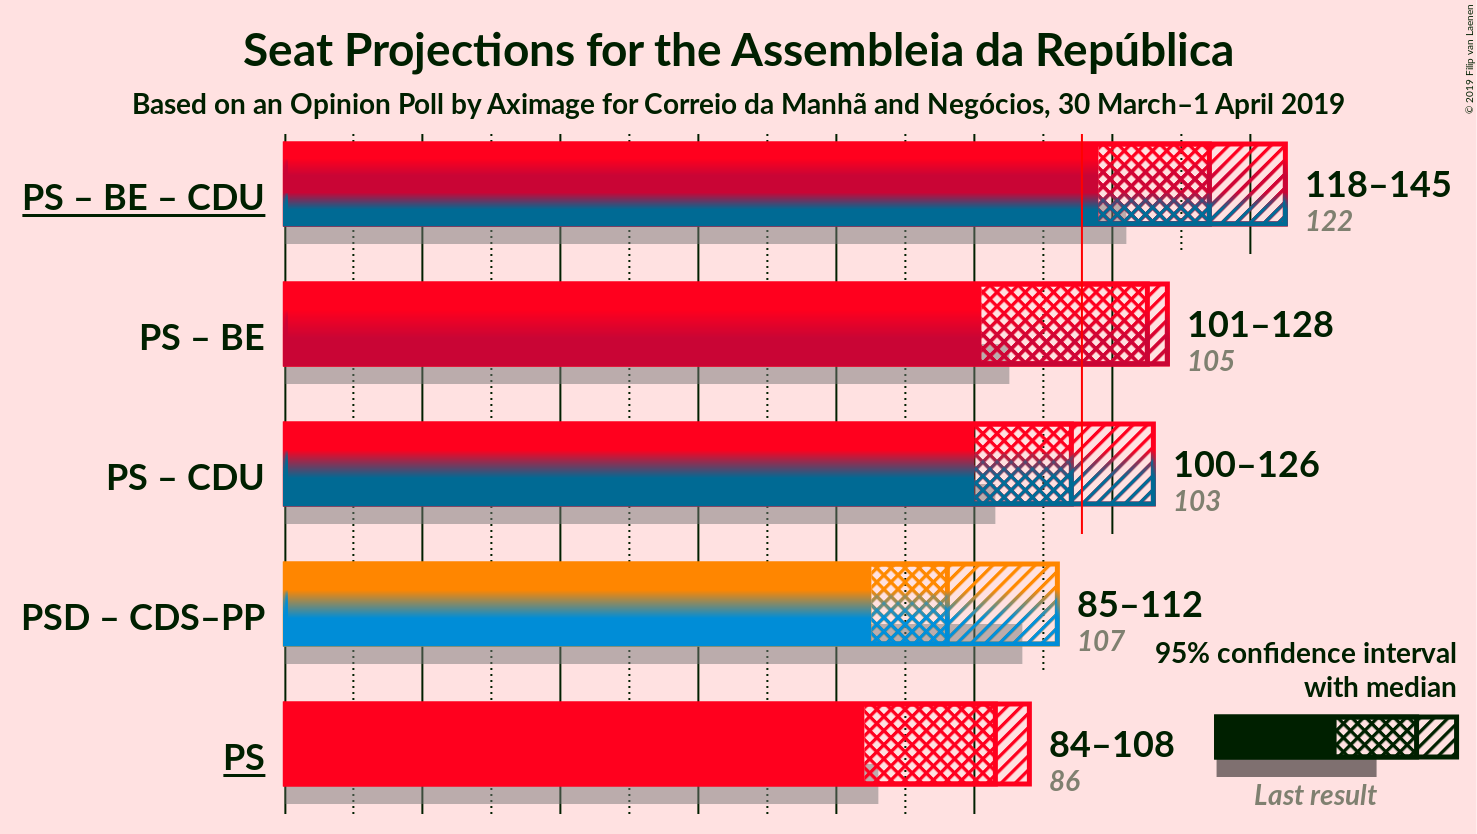 Seat Projections for the Assembleia da República
Based on an Opinion Poll by Aximage for Correio da Manhã and Negócios, 30 March–1 April 2019
© 2019 Filip van Laenen
PS – BE – CDU
118–145
122
PS – BE
101–128
105
PS – CDU
100–126
103
PSD – CDS–PP
85–112
107
95% confidence interval
with median
PS
84–108
86
Last result